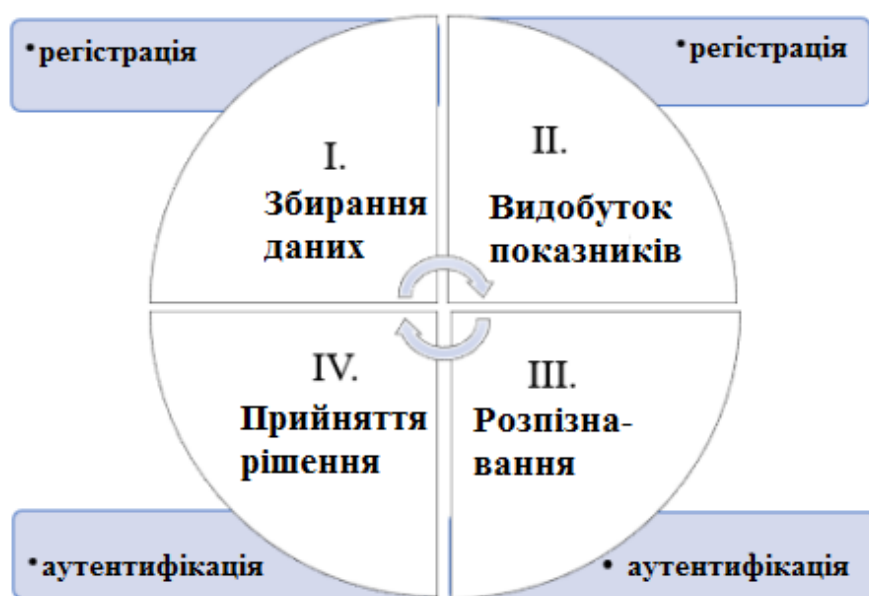 •регістрація
•регістрація
I.
Збирання
даних
II.
Видобуток
показників
IV.
Прийняття
рішення
III.
Розпізна-
вання
•аутентифікація
• аутентифікація